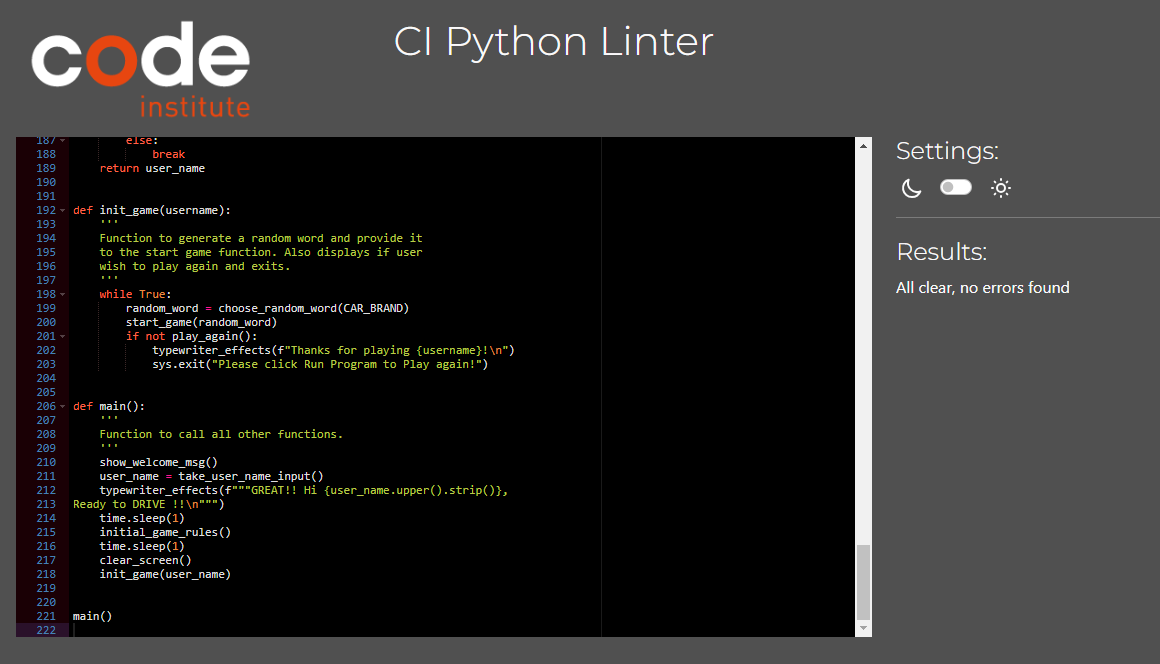 code
institute
CI Python Linter
187 else:
188 break
189 return user_name
190
191
192 def init_game(username):
193 '''
194 Function to generate a random word and provide it
195 to the start game function. Also displays if user
196 wish to play again and exits.
197 '''
198 while True:
199 random_word = choose_random_word(CAR_BRAND)
200 start_game(random_word)
201 if not play_again():
202 typewriter_effects(f"Thanks for playing {username}!\n")
203 sys.exit("Please click Run Program to Play again!")
204
205
206 def main():
207 '''
208 Function to call all other functions.
209 '''
210 show_welcome_msg()
211 user_name = take_user_name_input()
212 typewriter_effects(f"""GREAT!! Hi {user_name.upper().strip()},
213 Ready to DRIVE !!\n""")
214 time.sleep(1)
215 initial_game_rules()
216 time.sleep(1)
217 clear_screen()
218 init_game(user_name)
219
220
221 main()
222
Settings:
Results:
All clear, no errors found